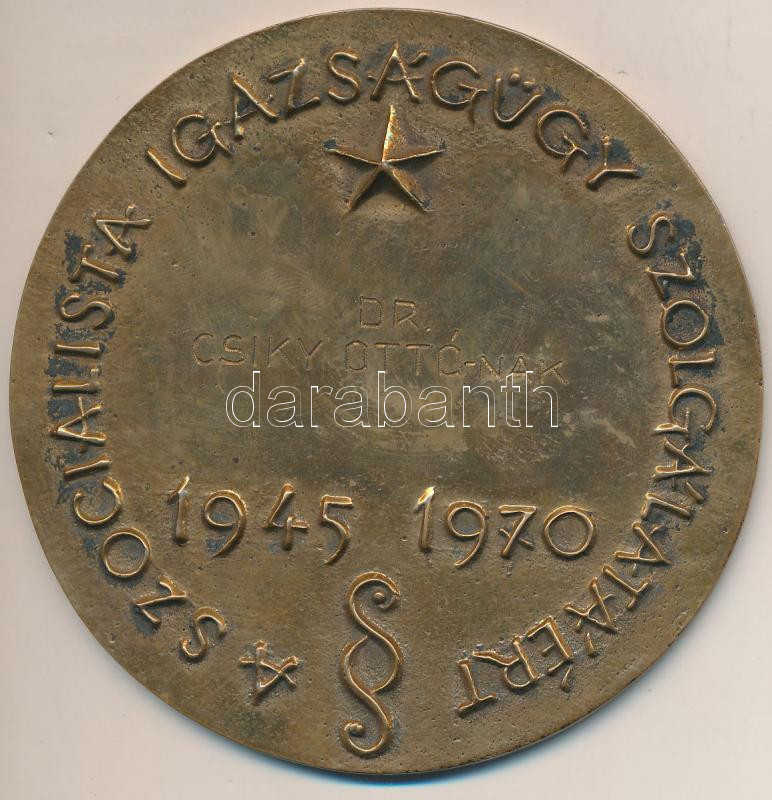 A SZOCIALISTA IGAZSÁGÜGY SZOLGÁLATÁÉRT
DR.
CSIKY OTTÓ-NAK
darabanth
1945 1970
§